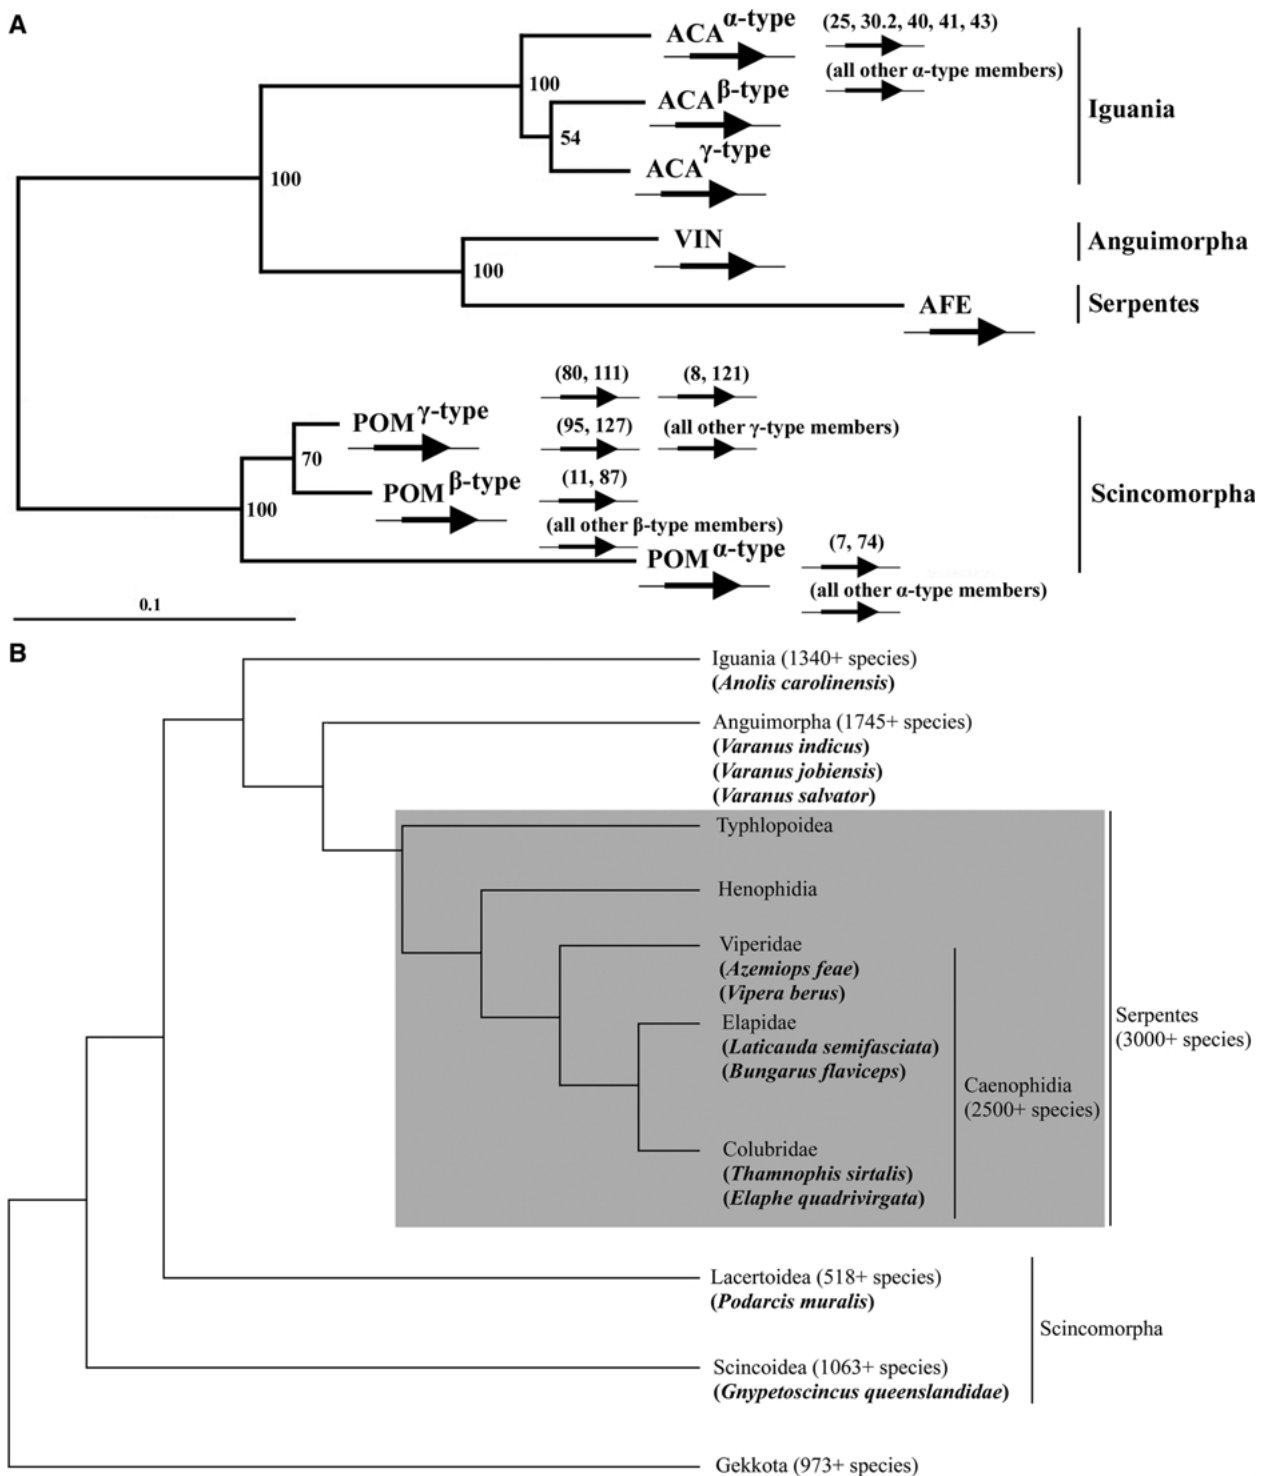 A
ACA α-type
(25, 30.2, 40, 41, 43)
(all other α-type members)
100
ACA β-type
Iguania
54
ACA γ-type
100
VIN
Anguimorpha
100
AFE
Serpentes
(80, 111) (8, 121)
POM γ-type
(95, 127) (all other γ-type members)
70
(11, 87)
POM β-type
Scincomorpha
100
(all other β-type members)
POM α-type
(7, 74)
(all other α-type members)
0.1
B
Iguania (1340+ species)
(Anolis carolinensis)
Anguimorpha (1745+ species)
(Varanus indicus)
(Varanus jobiensis)
(Varanus salvator)
Typhlopoidea
Henophidia
Viperidae
(Azemiops feae)
(Vipera berus)
Elapidae
(Laticauda semifasciata)
(Bungarus flaviceps)
Serpentes
(3000+ species)
Caenophidia
(2500+ species)
Colubridae
(Thamnophis sirtalis)
(Elaphe quadrivirgata)
Lacertoidea (518+ species)
(Podarcis muralis)
Scincomorpha
Scincoidea (1063+ species)
(Gnypetoscincus queenslandidae)
Gekkota (973+ species)